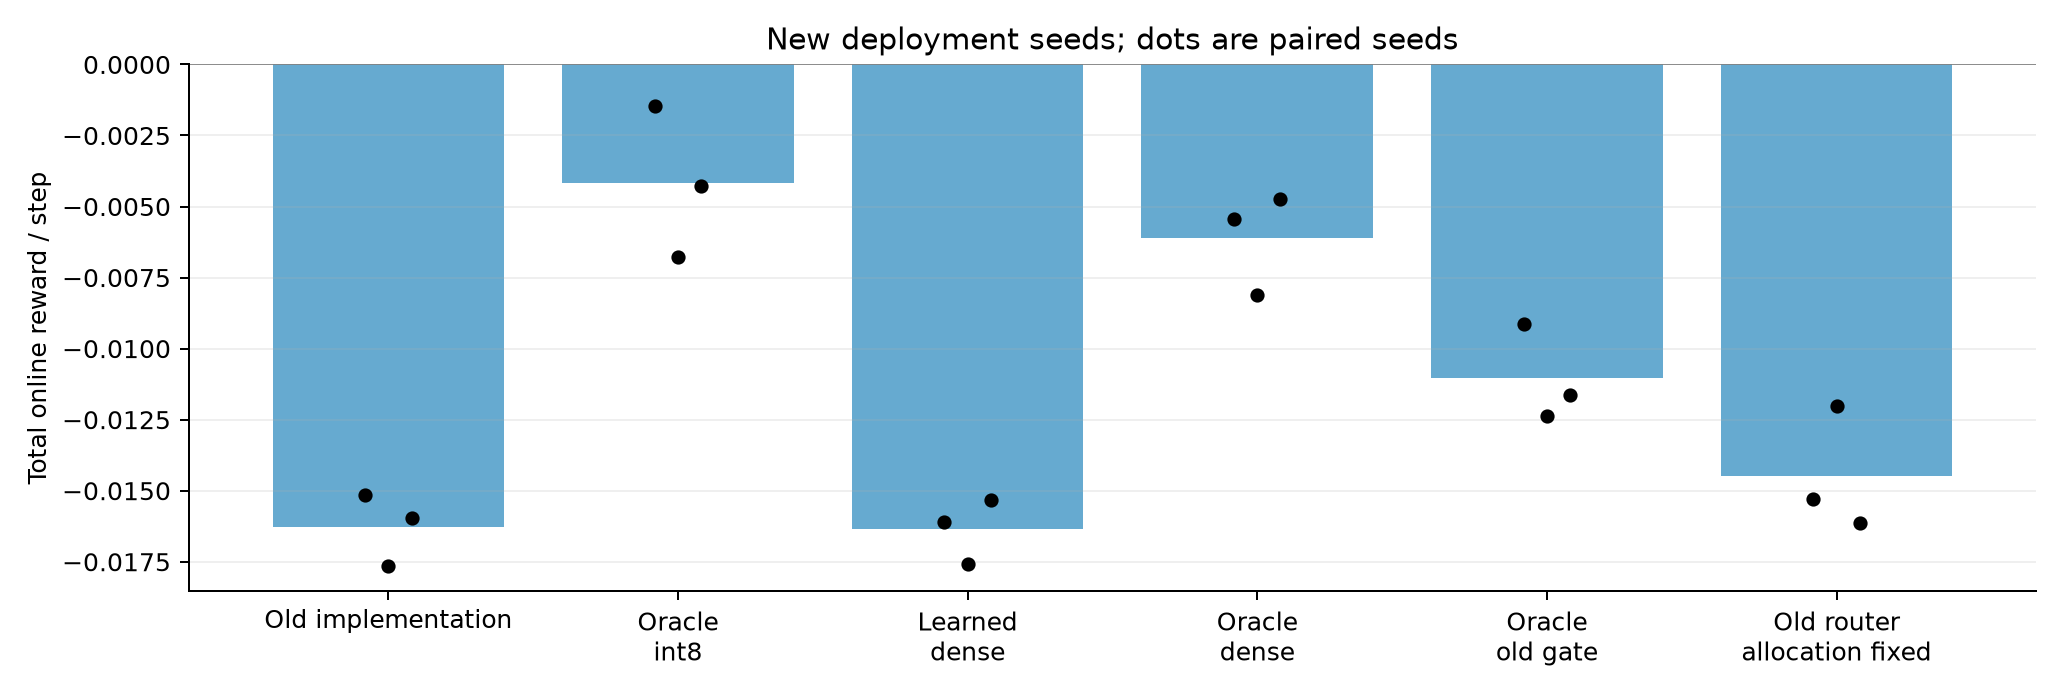 New deployment seeds; dots are paired seeds
Total online reward / step
0.0000
−0.0025
−0.0050
−0.0075
−0.0100
−0.0125
−0.0150
−0.0175
Old implementation
Oracle
int8
Learned
dense
Oracle
dense
Oracle
old gate
Old router
allocation fixed